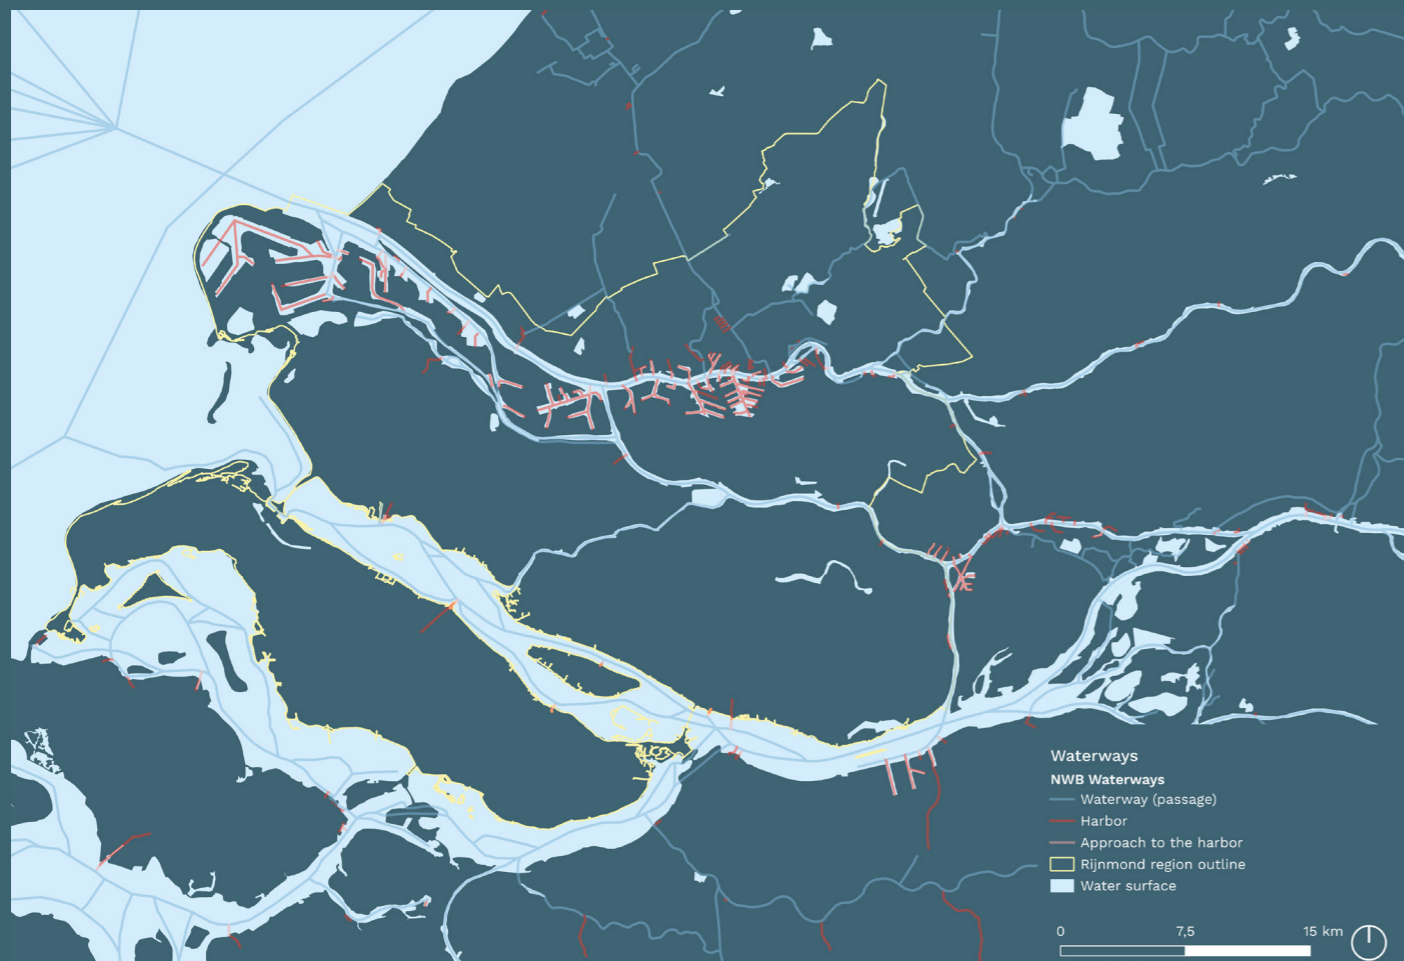 Waterways
NWB Waterways
Waterway (passage)
Harbor
Approach to the harbor
Rijnmond region outline
Water surface
0 7,5 15 km